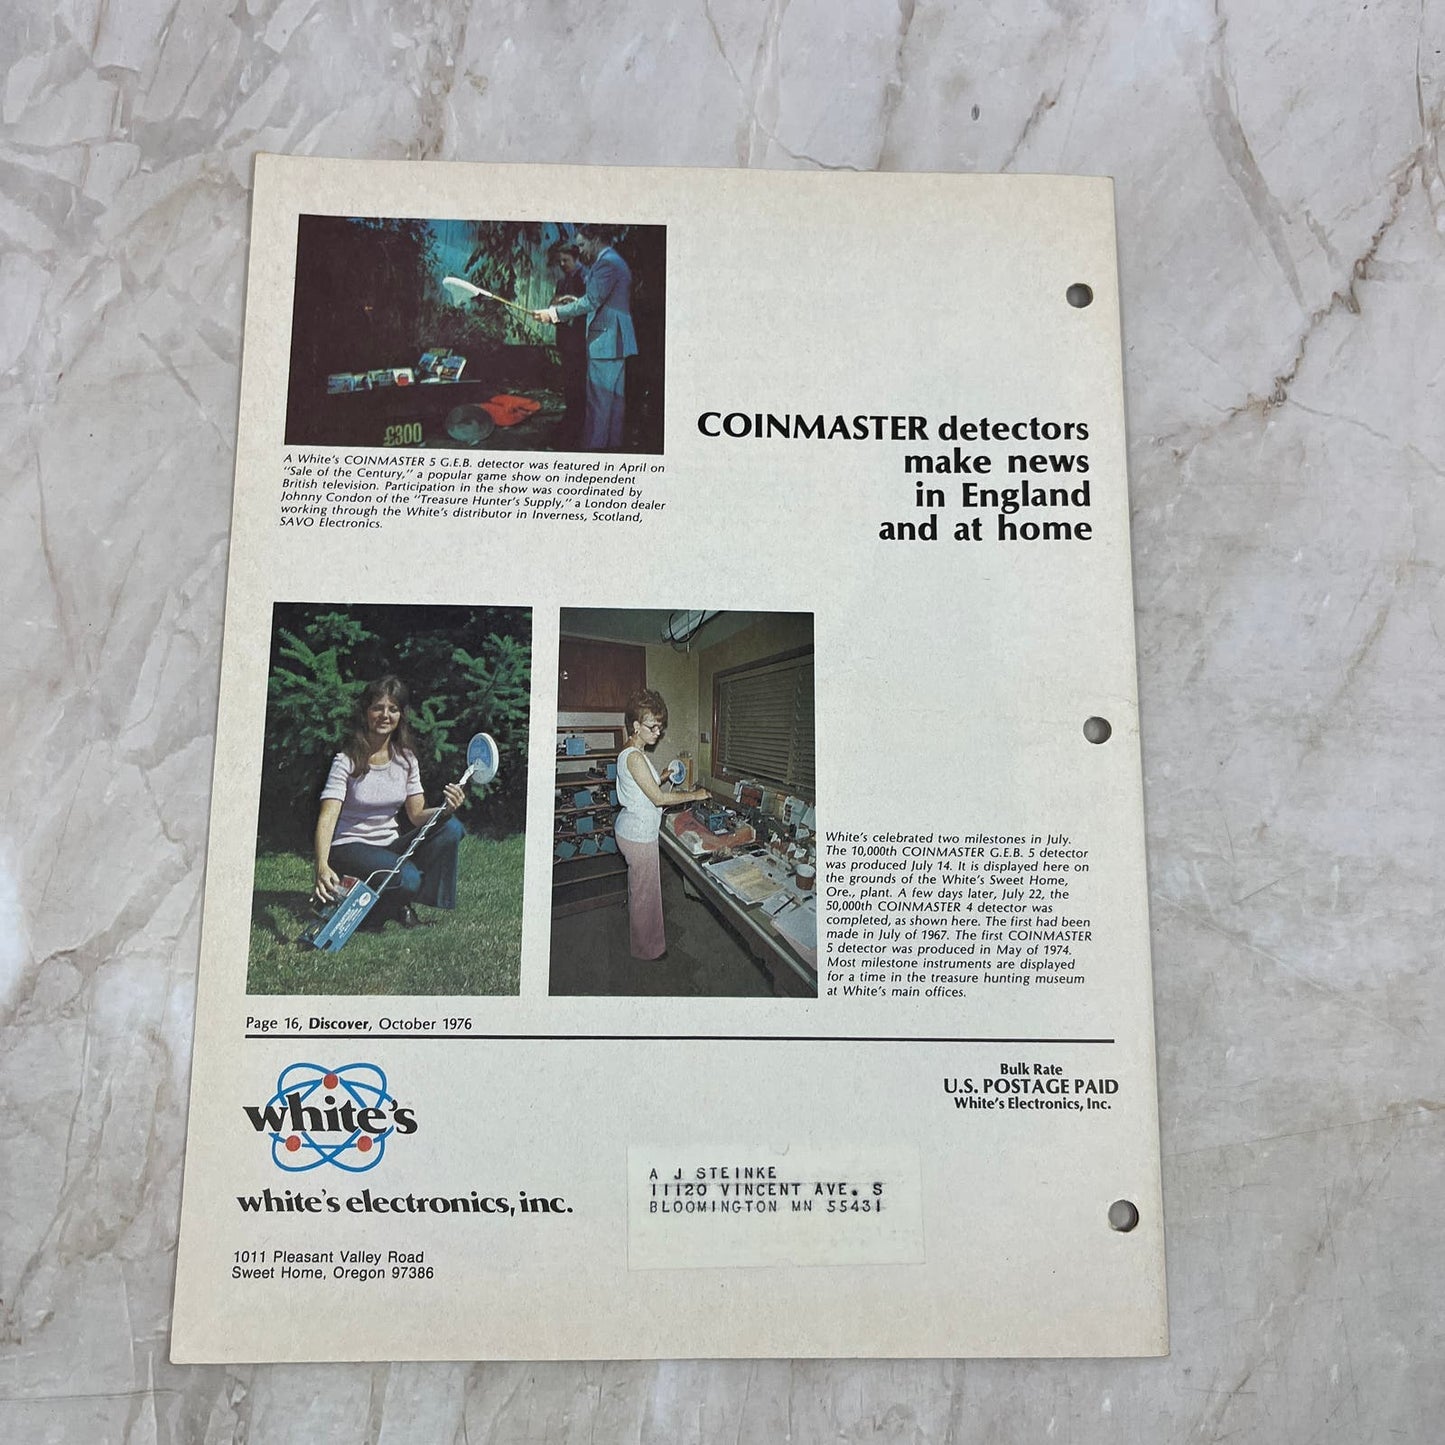 £300
A White's COINMASTER 5 G.E.B. detector was featured in April on
"Sale of the Century," a popular game show on independent
British television. Participation in the show was coordinated by
Johnny Condon of the "Treasure Hunter's Supply," a London dealer
working through the White's distributor in Inverness, Scotland,
SAVO Electronics.
COINMASTER detectors
make news
in England
and at home
White's celebrated two milestones in July.
The 10,000th COINMASTER G.E.B. 5 detector
was produced July 14. It is displayed here on
the grounds of the White's Sweet Home,
Ore., plant. A few days later, July 22, the
50,000th COINMASTER 4 detector was
completed, as shown here. The first had been
made in July of 1967. The first COINMASTER
5 detector was produced in May of 1974.
Most milestone instruments are displayed
for a time in the treasure hunting museum
at White's main offices.
Page 16, Discover, October 1976
white's
white's electronics, inc.
1011 Pleasant Valley Road
Sweet Home, Oregon 97386
Bulk Rate
U.S. POSTAGE PAID
White's Electronics, Inc.
A J STEINKE
11120 VINCENT AVE. S
BLOOMINGTON MN 55431